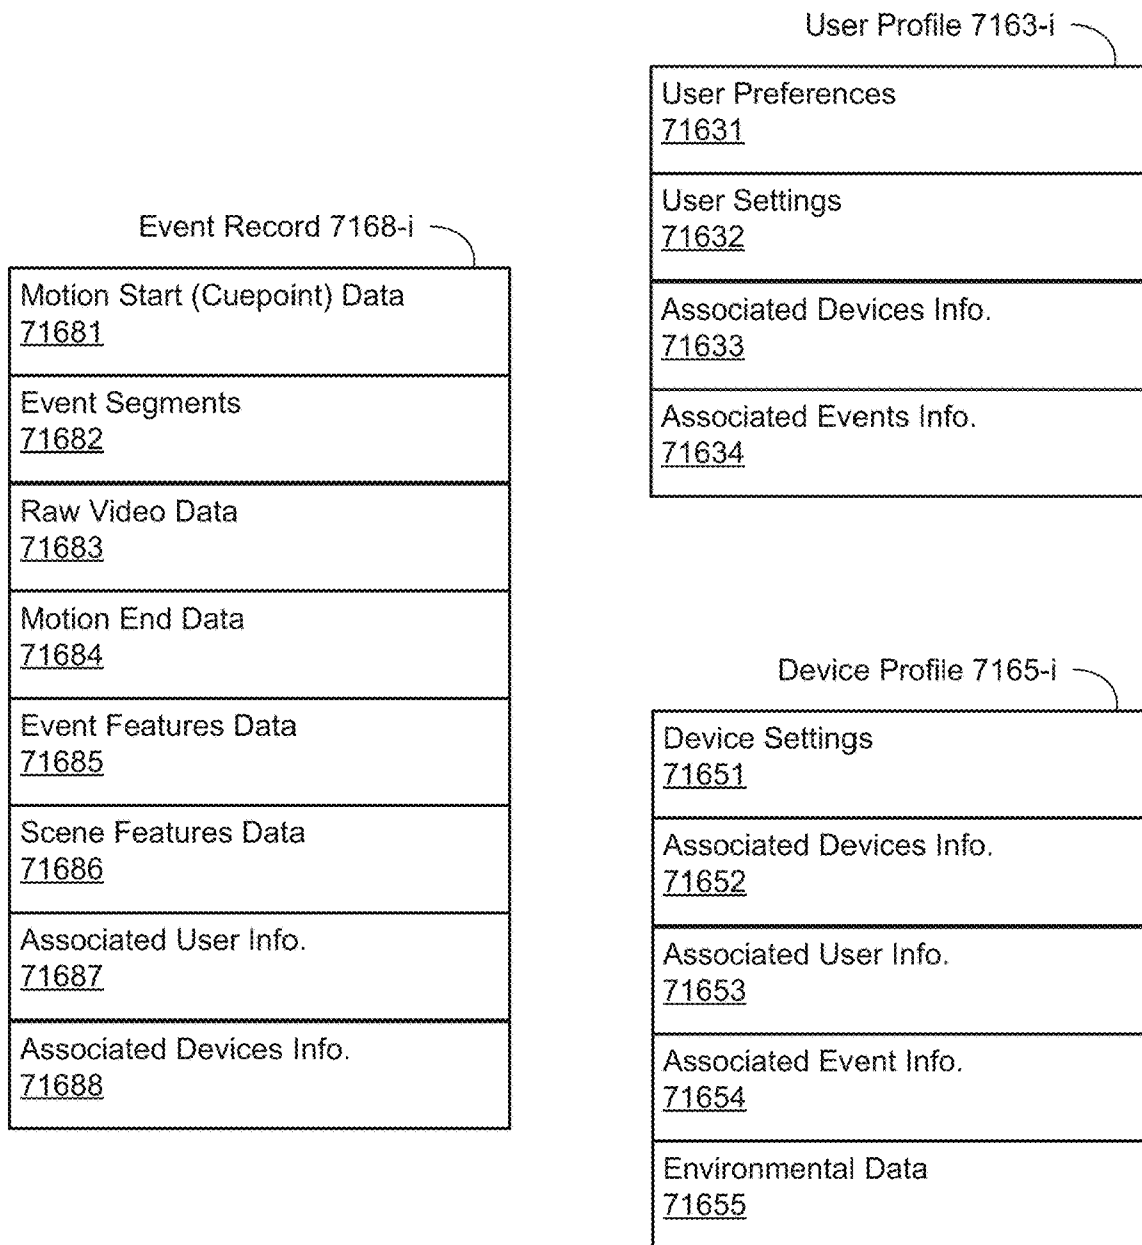 Event Record 7168-i
Motion Start (Cuepoint) Data
71681
Event Segments
71682
Raw Video Data
71683
Motion End Data
71684
Event Features Data
71685
Scene Features Data
71686
Associated User Info.
71687
Associated Devices Info.
71688
User Profile 7163-i
User Preferences
71631
User Settings
71632
Associated Devices Info.
71633
Associated Events Info.
71634
Device Profile 7165-i
Device Settings
71651
Associated Devices Info.
71652
Associated User Info.
71653
Associated Event Info.
71654
Environmental Data
71655